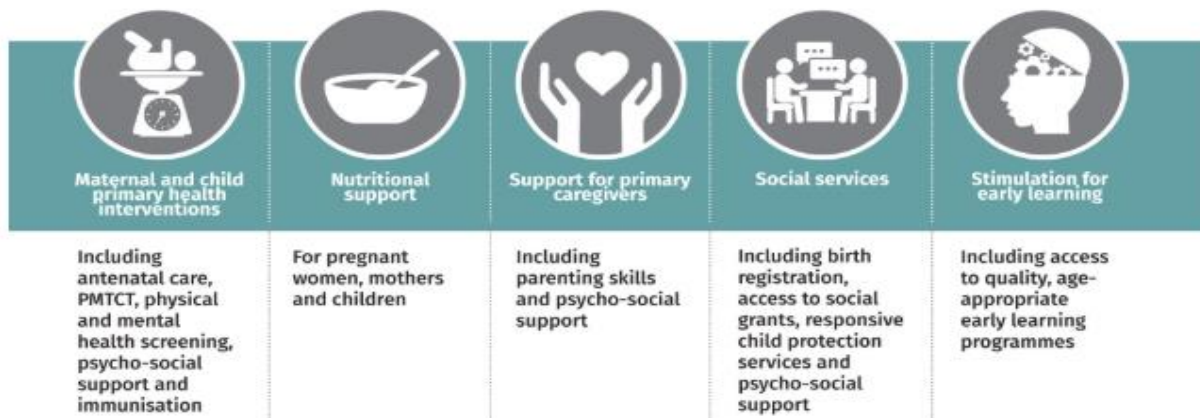 Maternal and child
primary health
interventions
Including
antenatal care,
PMTCT, physical
and mental
health screening,
psycho-social
support and
immunisation
Nutritional
support
For pregnant
women, mothers
and children
Support for primary
caregivers
Including
parenting skills
and psycho-social
support
Social services
Including birth
registration,
access to social
grants, responsive
child protection
services and
psycho-social
support
Stimulation for
early learning
Including access
to quality, age-
appropriate
early learning
programmes